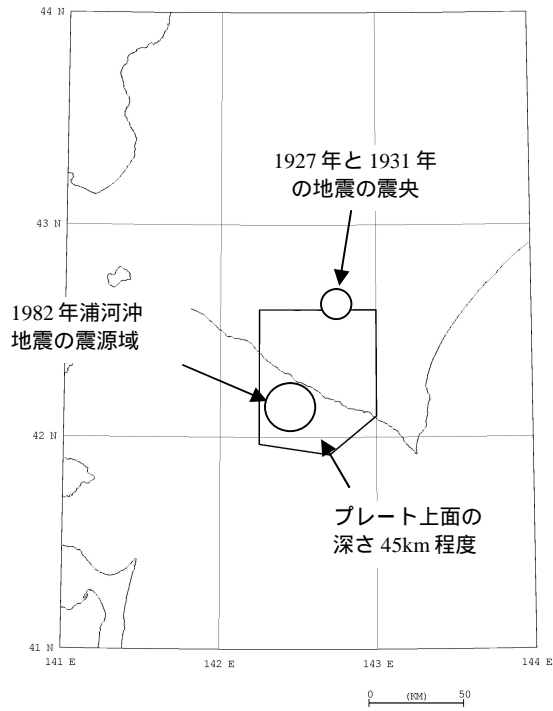 44 N
1927 年と 1931 年
の地震の震央
43 N
1982 年浦河沖
地震の震源域
42 N
プレート上面の
深さ 45km 程度
41 N
141 E
142 E
143 E
144 E
0 (KM) 50